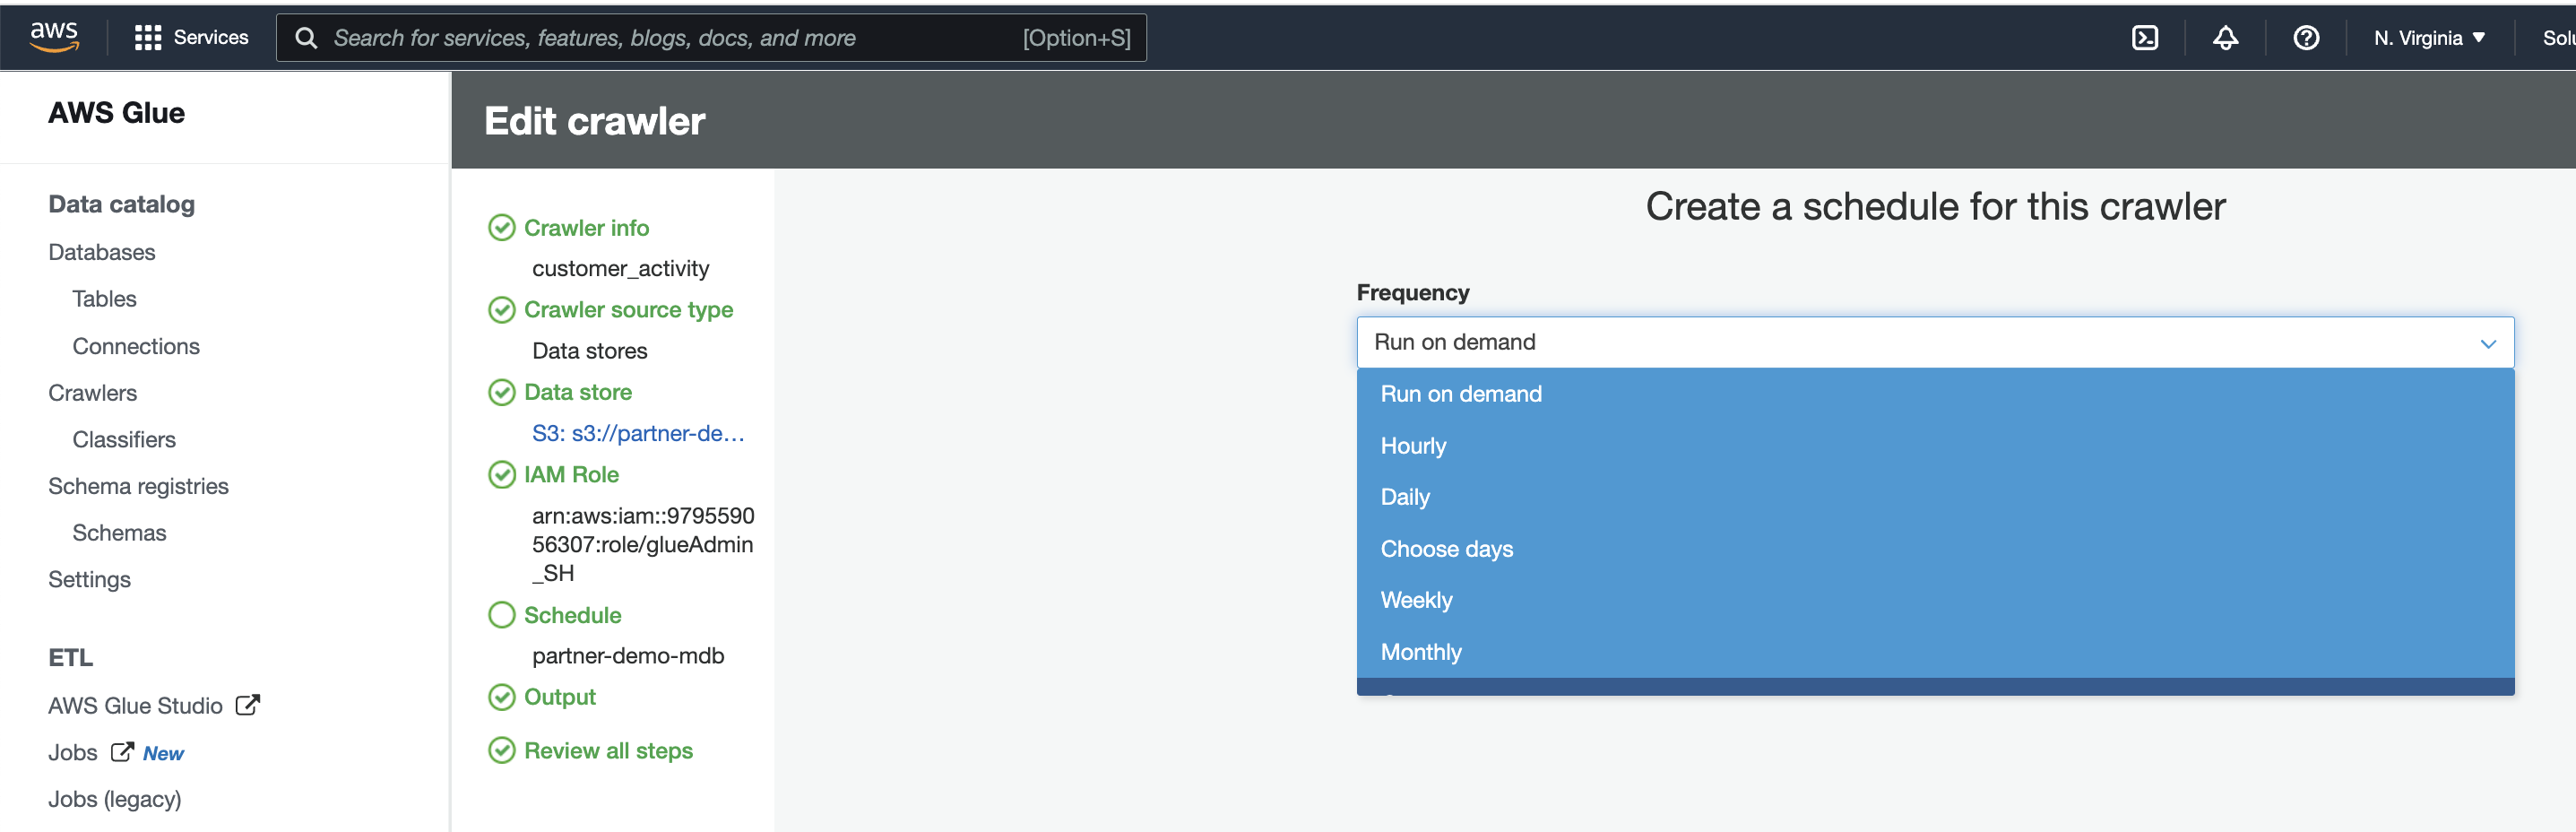 aws
Services
Search for services, features, blogs, docs, and more [Option+S]
N. Virginia
AWS Glue
Data catalog
Databases
Tables
Connections
Crawlers
Classifiers
Schema registries
Schemas
Settings
ETL
AWS Glue Studio
Jobs New
Jobs (legacy)
Edit crawler
Crawler info
customer_activity
Crawler source type
Data stores
Data store
S3: s3://partner-de...
IAM Role
arn:aws:iam::9795590
56307:role/glueAdmin
_SH
Schedule
partner-demo-mdb
Output
Review all steps
Create a schedule for this crawler
Frequency
Run on demand
Run on demand
Hourly
Daily
Choose days
Weekly
Monthly